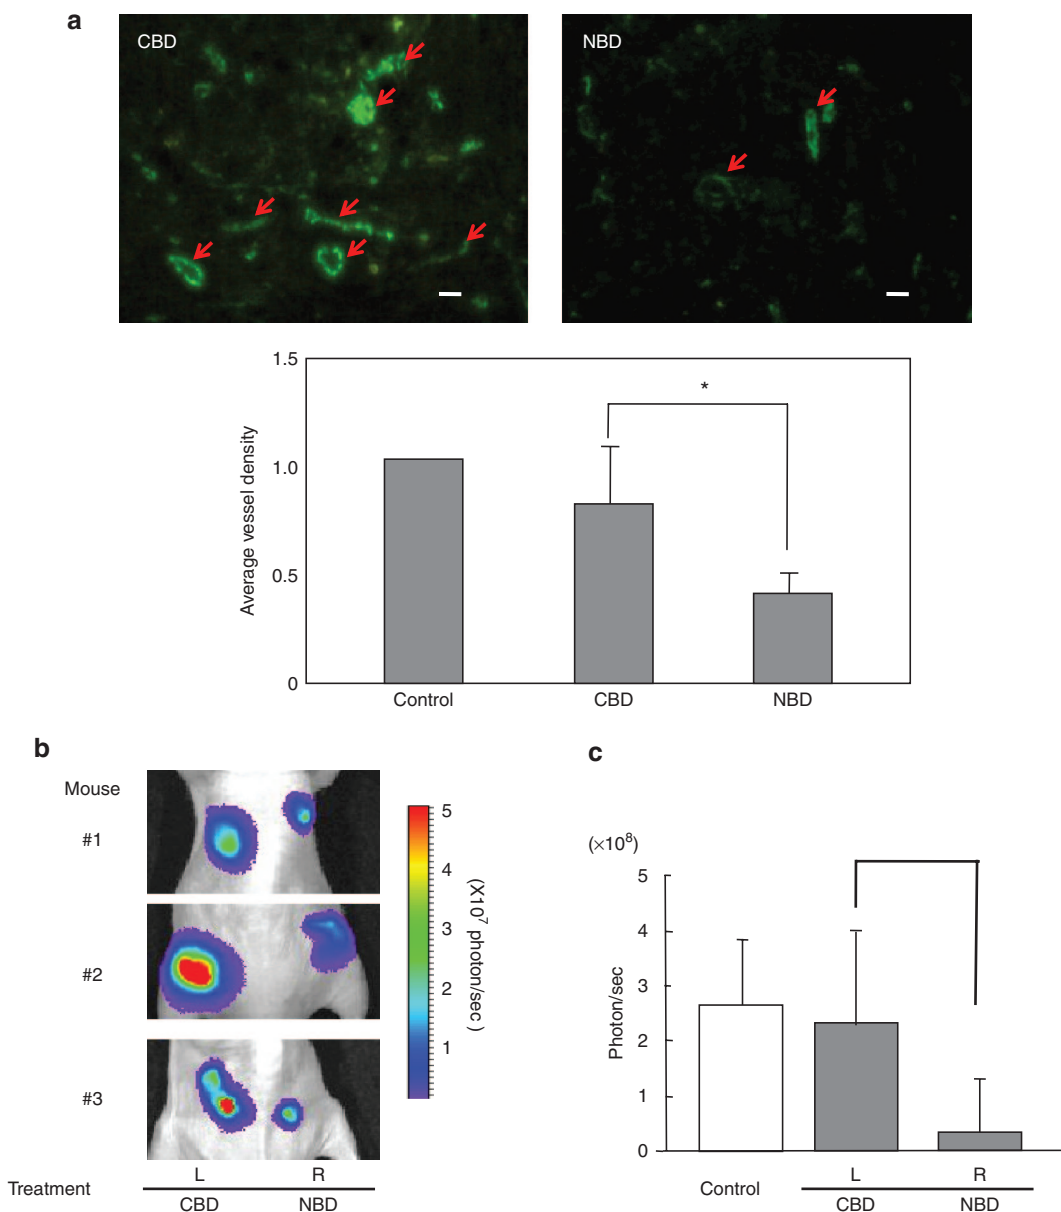 a
CBD
NBD
1.5
*
1.0
0.5
0
Average vessel density
Control CBD NBD
b
Mouse
#1
#2
#3
5
4
3
2
1
(X10⁷ photon/sec )
L R
Treatment
CBD NBD
c
(×10⁸)
5
4
3
2
1
0
Photon/sec
L R
Control
CBD NBD